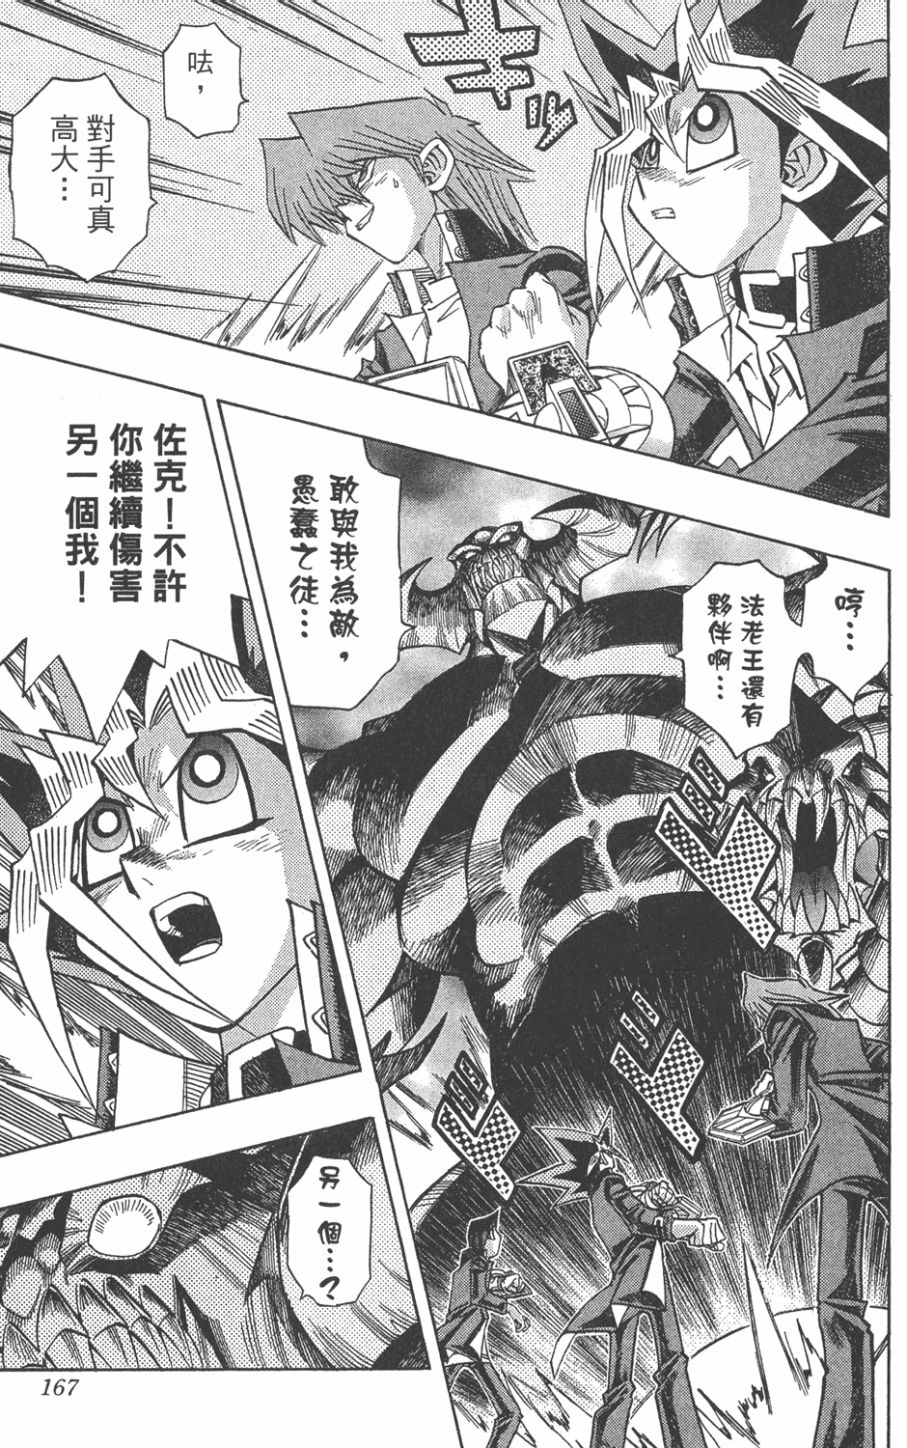 呿，
對手可真
高大…
哼…
法老王還有
夥伴啊…
敢與我為敵，
愚蠢之徒…
佐克！不許
你繼續傷害
另一個我！
另一個…？
167